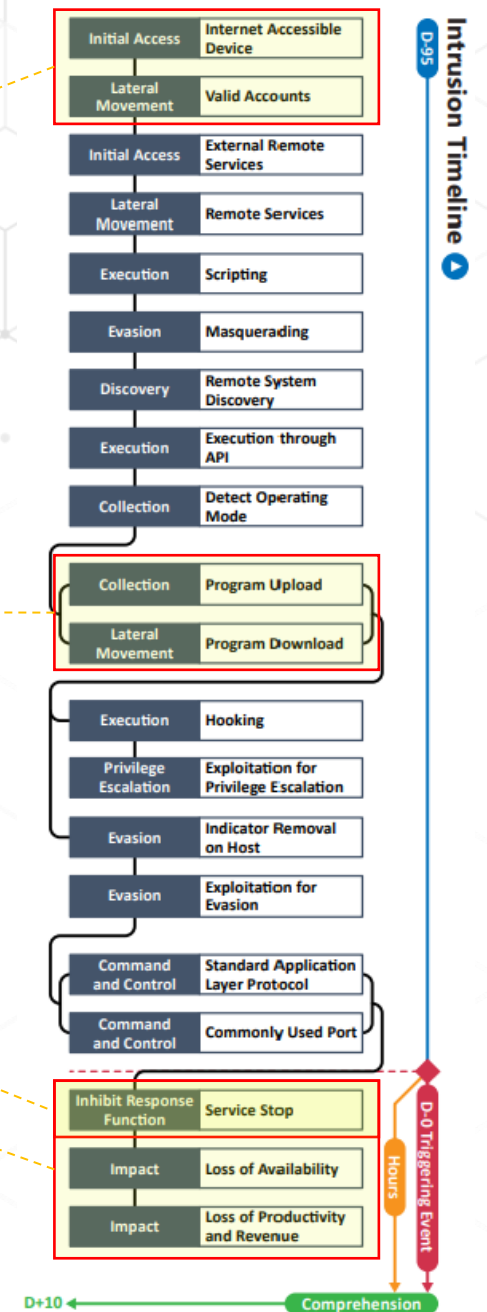 Initial Access
Internet Accessible
Device
Lateral
Movement
Valid Accounts
Initial Access
External Remote
Services
Lateral
Movement
Remote Services
Execution
Scripting
Evasion
Masquerading
Discovery
Remote System
Discovery
Execution
Execution through
API
Collection
Detect Operating
Mode
Collection
Program Upload
Lateral
Movement
Program Download
Execution
Hooking
Privilege
Escalation
Exploitation for
Privilege Escalation
Evasion
Indicator Removal
on Host
Evasion
Exploitation for
Evasion
Command
and Control
Standard Application
Layer Protocol
Command
and Control
Commonly Used Port
Inhibit Response
Function
Service Stop
Impact
Loss of Availability
Impact
Loss of Productivity
and Revenue
Intrusion Timeline
D-95
D-0 Triggering Event
Hours
Comprehension
D+10